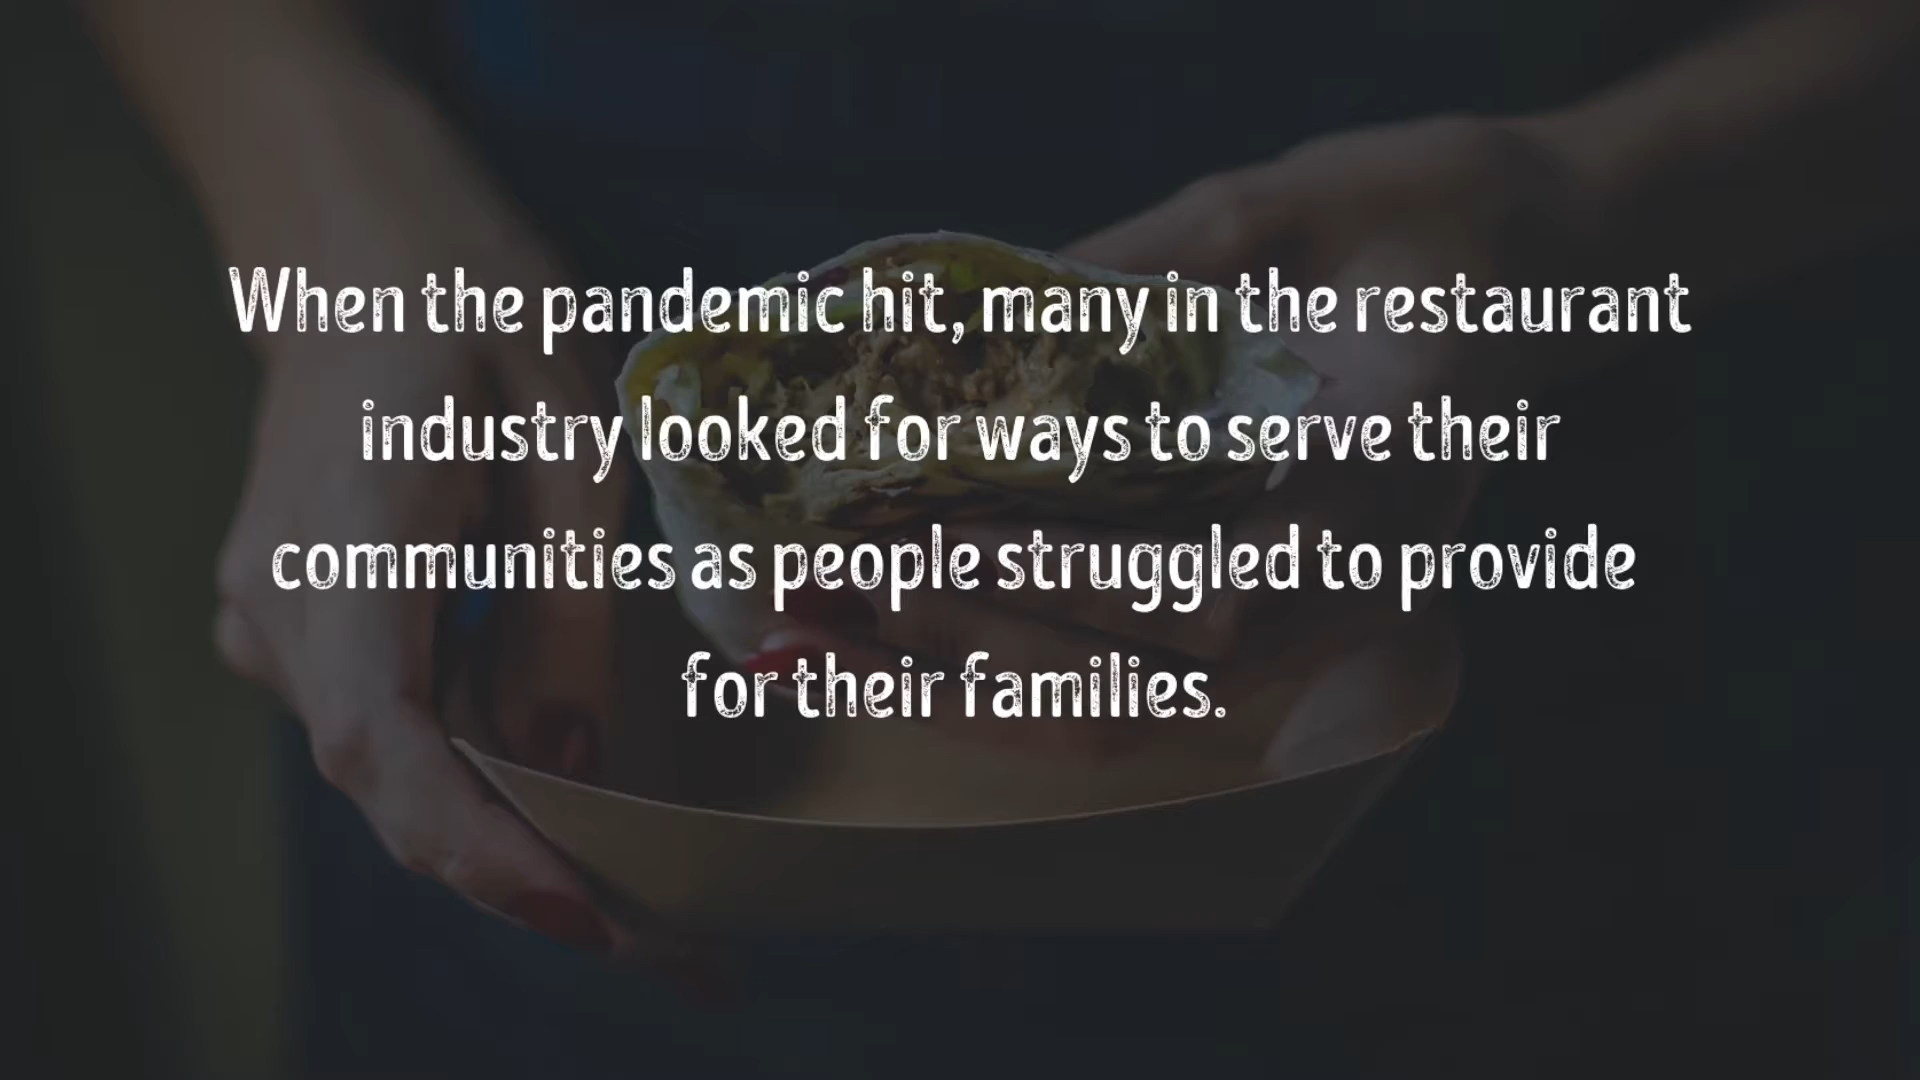 When the pandemic hit, many in the restaurant
industry looked for ways to serve their
communities as people struggled to provide
for their families.